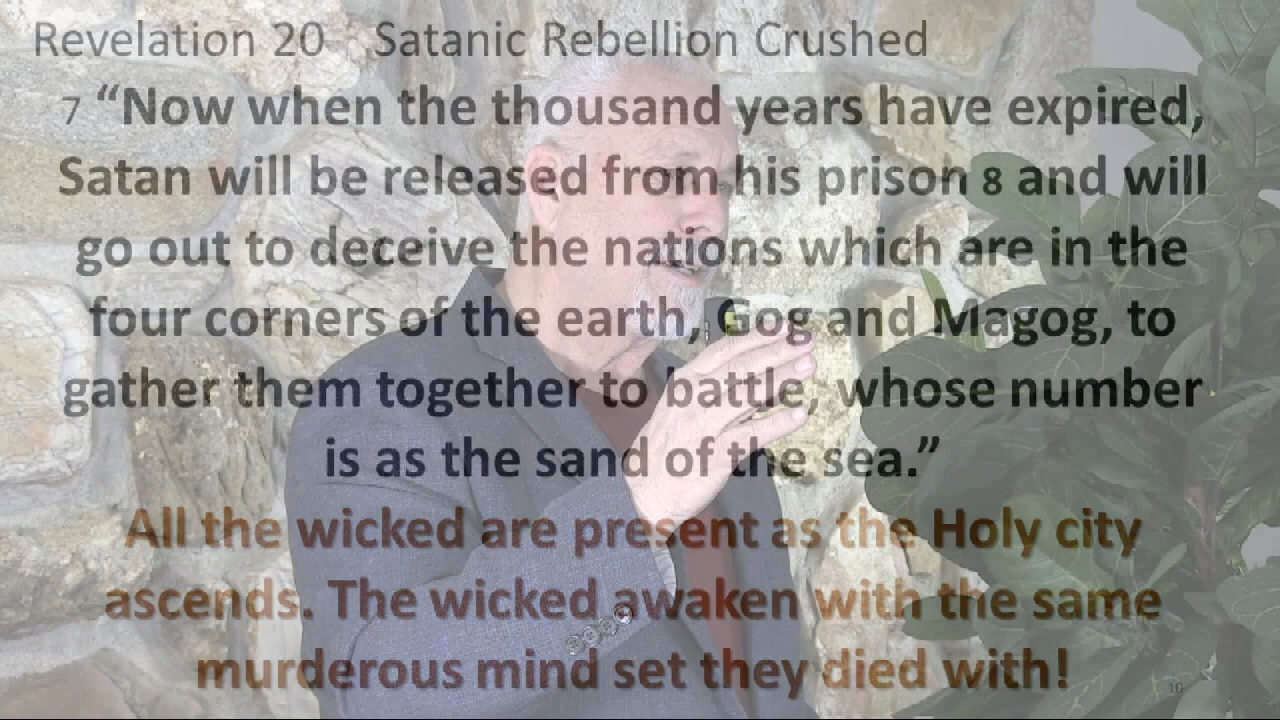 Revelation 20 Satanic Rebellion Crushed
7 “Now when the thousand years have expired,
Satan will be released from his prison 8 and will
go out to deceive the nations which are in the
four corners of the earth, Gog and Magog, to
gather them together to battle, whose number
is as the sand of the sea.”
All the wicked are present as the Holy city
ascends. The wicked awaken with the same
murderous mind set they died with!
10